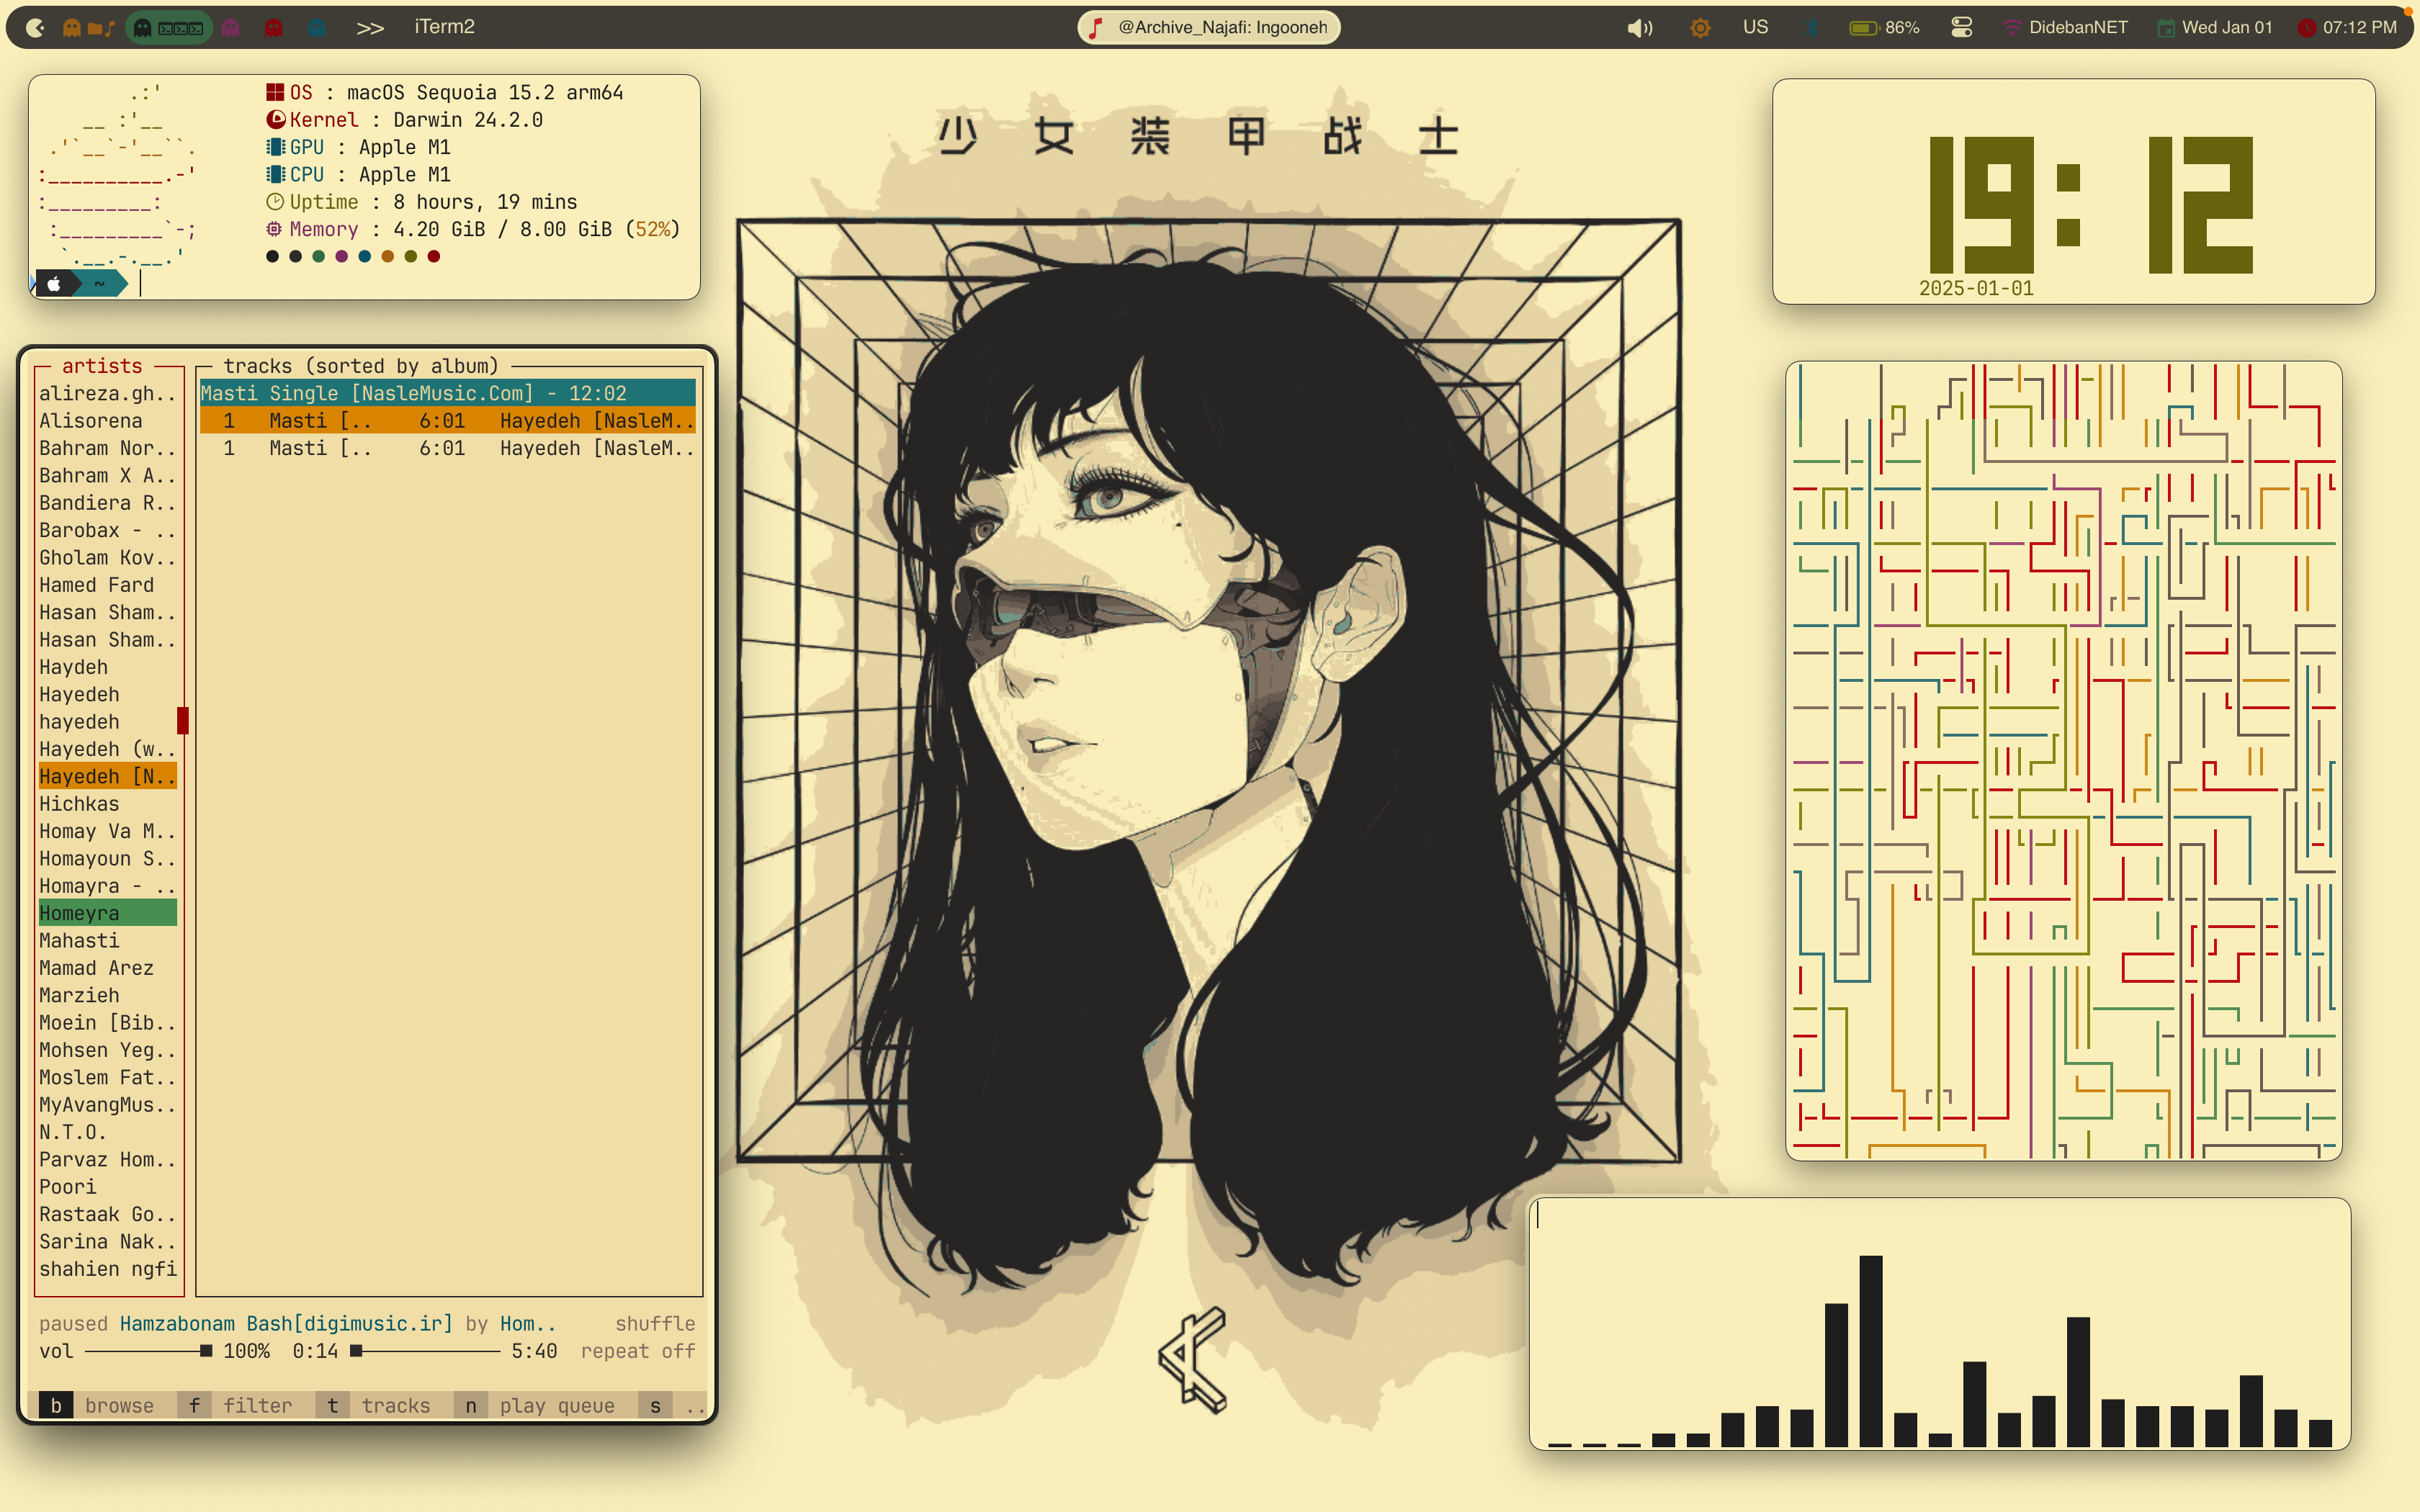 >> iTerm2
@Archive_Najafi: Ingooneh
US 86% DidebanNET Wed Jan 01 07:12 PM
OS : macOS Sequoia 15.2 arm64
Kernel : Darwin 24.2.0
GPU : Apple M1
CPU : Apple M1
Uptime : 8 hours, 19 mins
Memory : 4.20 GiB / 8.00 GiB (52%)
~
少女装甲战士
19:12
2025-01-01
artists
alireza.gh..
Alisorena
Bahram Nor..
Bahram X A..
Bandiera R..
Barobax - ..
Gholam Kov..
Hamed Fard
Hasan Sham..
Hasan Sham..
Haydeh
Hayedeh
hayedeh
Hayedeh (w..
Hayedeh [N..
Hichkas
Homay Va M..
Homayoun S..
Homayra - ..
Homeyra
Mahasti
Mamad Arez
Marzieh
Moein [Bib..
Mohsen Yeg..
Moslem Fat..
MyAvangMus..
N.T.O.
Parvaz Hom..
Poori
Rastaak Go..
Sarina Nak..
shahien ngfi
tracks (sorted by album)
Masti Single [NasleMusic.Com] - 12:02
1 Masti [.. 6:01 Hayedeh [NasleM..
1 Masti [.. 6:01 Hayedeh [NasleM..
paused Hamzabonam Bash[digimusic.ir] by Hom.. shuffle
vol 100% 0:14 5:40 repeat off
b browse f filter t tracks n play queue s ..